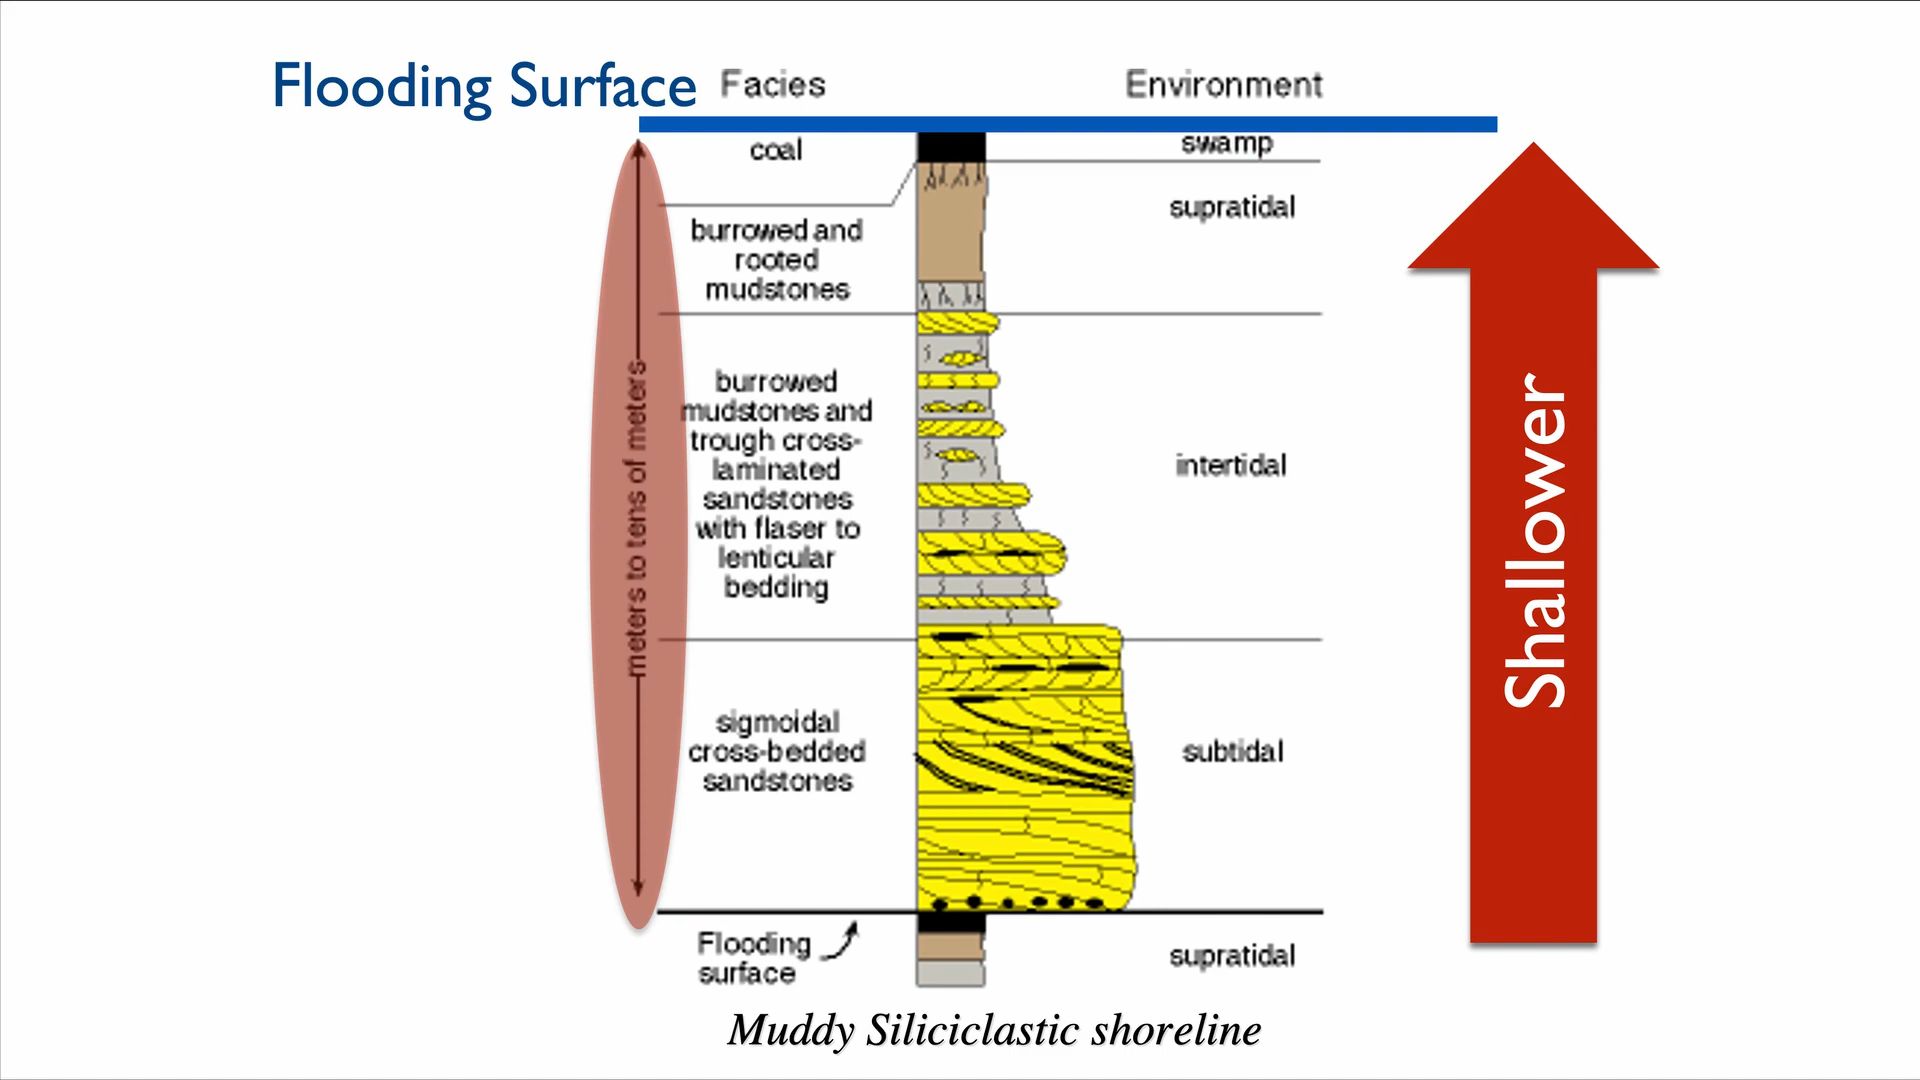 Flooding Surface
Facies
Environment
coal
swamp
supratidal
burrowed and
rooted
mudstones
meters to tens of meters
burrowed
mudstones and
trough cross-
laminated
sandstones
with flaser to
lenticular
bedding
intertidal
Shallower
sigmoidal
cross-bedded
sandstones
subtidal
Flooding
surface
supratidal
Muddy Siliciclastic shoreline